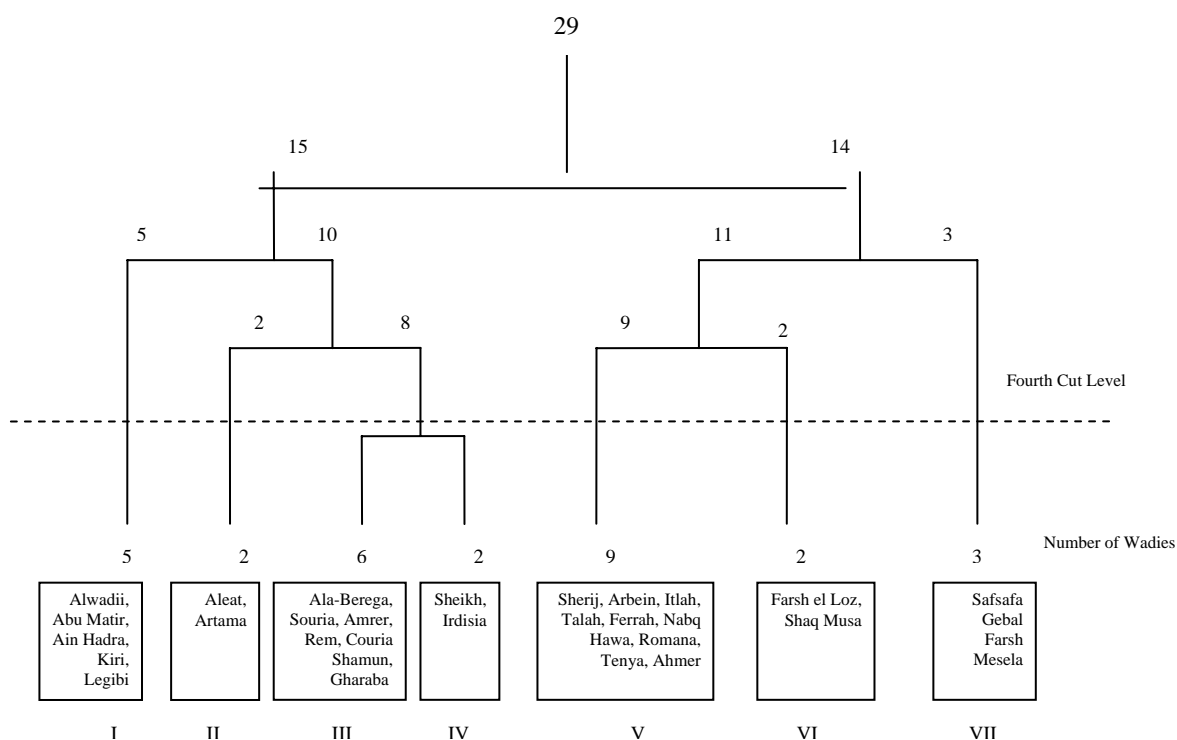 29
15
14
5
10
11
3
2
8
9
2
Fourth Cut Level
Number of Wadies
5
2
6
2
9
2
3
Alwadii,
Abu Matir,
Ain Hadra,
Kiri,
Legibi
Aleat,
Artama
Ala-Berega,
Souria, Amrer,
Rem, Couria
Shamun,
Gharaba
Sheikh,
Irdisia
Sherij, Arbein, Itlah,
Talah, Ferrah, Nabq
Hawa, Romana,
Tenya, Ahmer
Farsh el Loz,
Shaq Musa
Safsafa
Gebal
Farsh
Mesela
I
II
III
IV
V
VI
VII